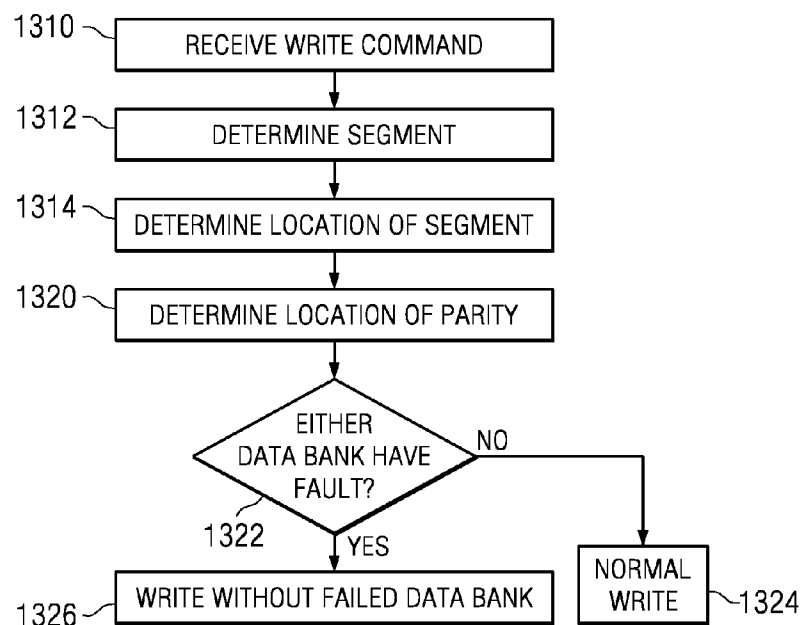 1310
RECEIVE WRITE COMMAND
1312
DETERMINE SEGMENT
1314
DETERMINE LOCATION OF SEGMENT
1320
DETERMINE LOCATION OF PARITY
EITHER
DATA BANK HAVE
FAULT?
NO
1322
YES
NORMAL
WRITE
1324
WRITE WITHOUT FAILED DATA BANK
1326